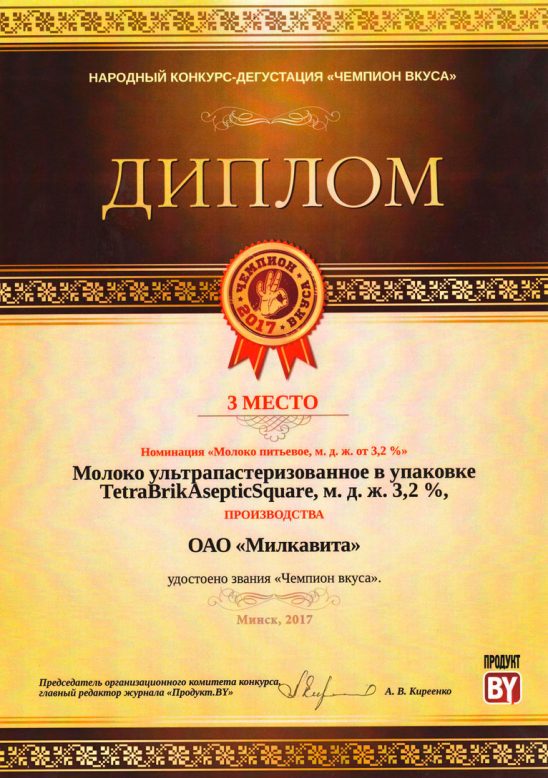 НАРОДНЫЙ КОНКУРС-ДЕГУСТАЦИЯ «ЧЕМПИОН ВКУСА»
ДИПЛОМ
ЧЕМПИОН ВКУСА
2017
3 МЕСТО
Номинация «Молоко питьевое, м. д. ж. от 3,2 %»
Молоко ультрапастеризованное в упаковке
TetraBrikAsepticSquare, м. д. ж. 3,2 %,
ПРОИЗВОДСТВА
ОАО «Милкавита»
удостоено звания «Чемпион вкуса».
Минск, 2017
ПРОДУКТ
BY
Председатель организационного комитета конкурса,
главный редактор журнала «Продукт.BY»
А. В. Киреенко